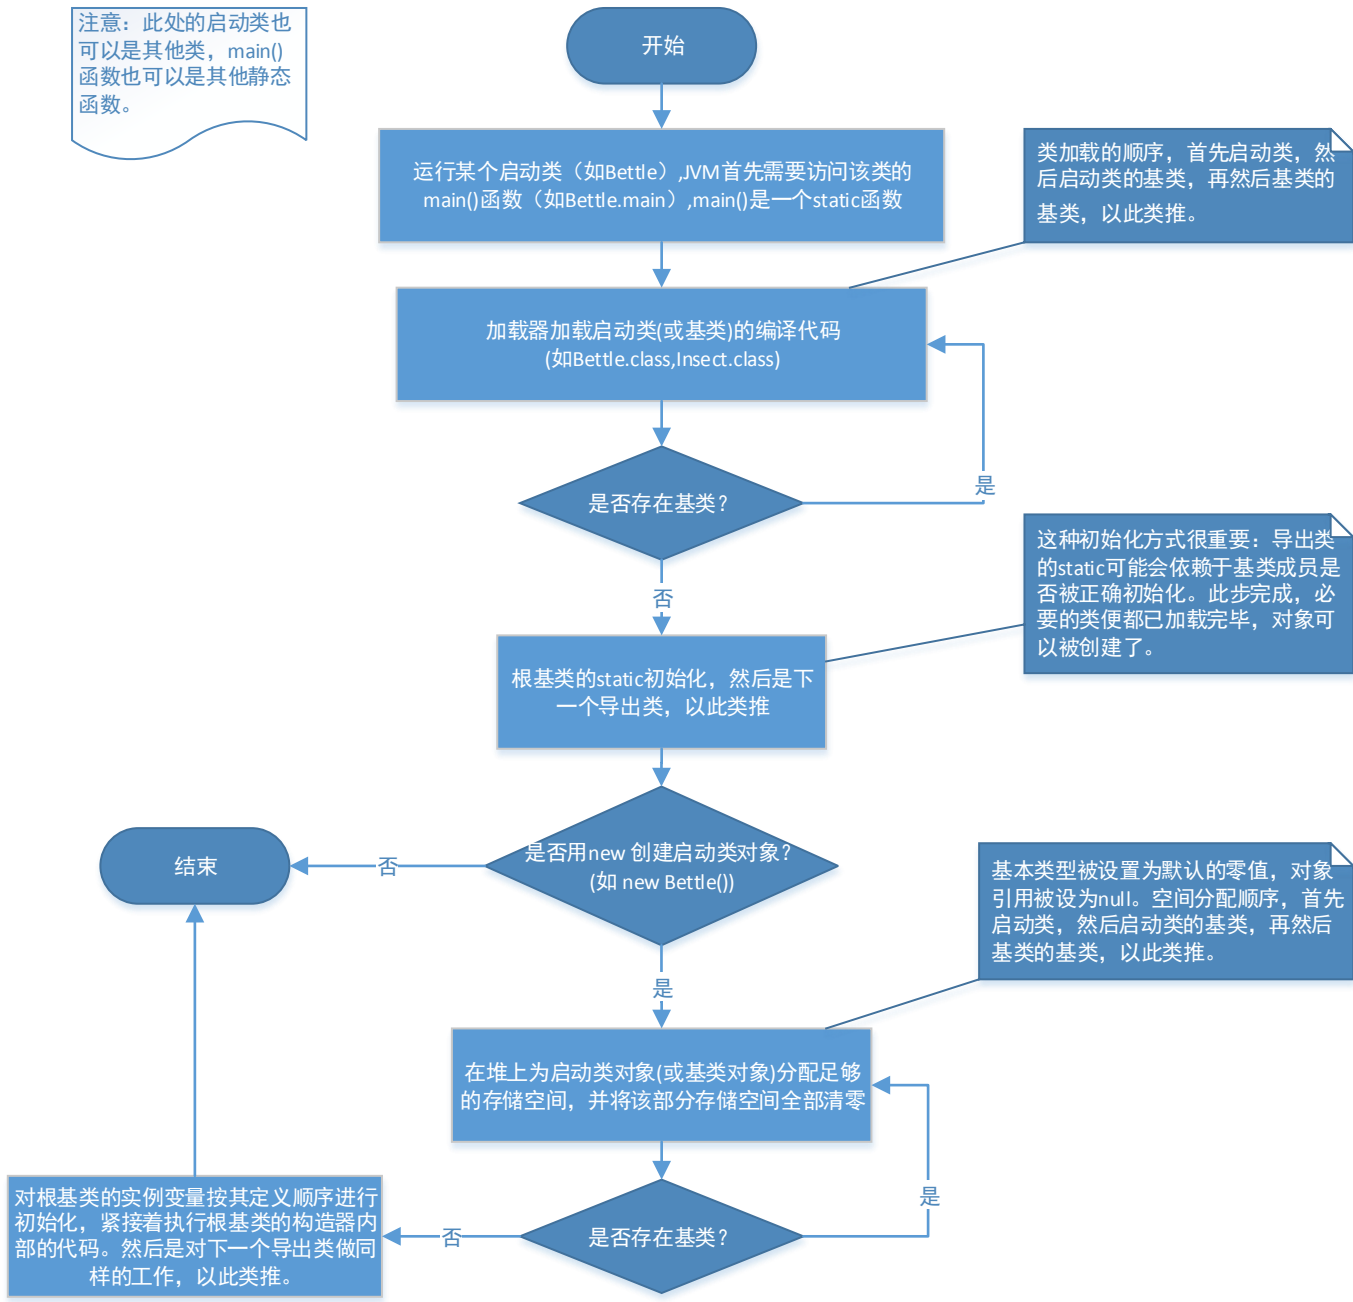 注意：此处的启动类也
可以是其他类，main()
函数也可以是其他静态
函数。
开始
运行某个启动类（如Bettle）,JVM首先需要访问该类的
main()函数（如Bettle.main）,main()是一个static函数
类加载的顺序，首先启动类，然
后启动类的基类，再然后基类的
基类，以此类推。
加载器加载启动类(或基类)的编译代码
(如Bettle.class,Insect.class)
是否存在基类？
是
否
这种初始化方式很重要：导出类
的static可能会依赖于基类成员是
否被正确初始化。此步完成，必
要的类便都已加载完毕，对象可
以被创建了。
根基类的static初始化，然后是下
一个导出类，以此类推
是否用new 创建启动类对象？
(如 new Bettle())
否
结束
是
基本类型被设置为默认的零值，对象
引用被设为null。空间分配顺序，首先
启动类，然后启动类的基类，再然后
基类的基类，以此类推。
在堆上为启动类对象(或基类对象)分配足够
的存储空间，并将该部分存储空间全部清零
是
是否存在基类？
否
对根基类的实例变量按其定义顺序进行
初始化，紧接着执行根基类的构造器内
部的代码。然后是对下一个导出类做同
样的工作，以此类推。